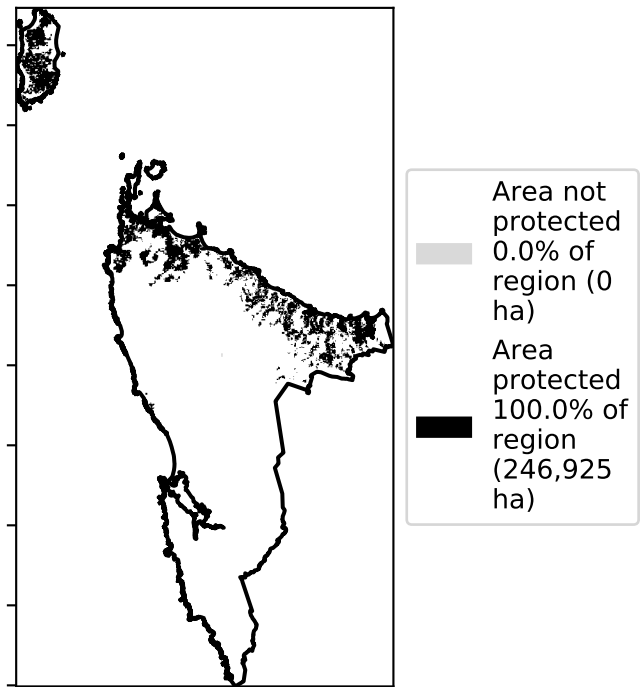 Area not
protected
0.0% of
region (0
ha)
Area
protected
100.0% of
region
(246,925
ha)